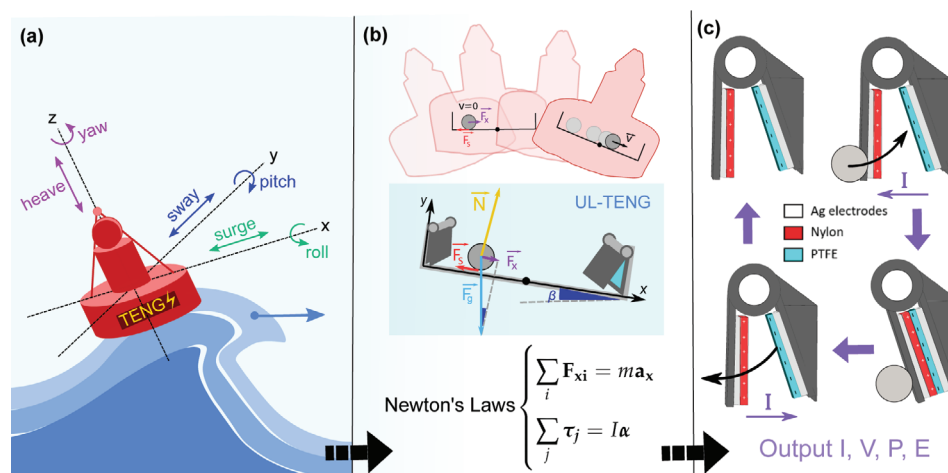 (a)
z
yaw
heave
y
pitch
sway
x
surge
roll
TENG
(b)
v=0
F_x
F_s
v
UL-TENG
y
N
F_s
F_x
F_g
β
x
Newton's Laws
∑_i F_xi = ma_x
∑_j τ_j = Iα
(c)
I
Ag electrodes
Nylon
PTFE
I
Output I, V, P, E